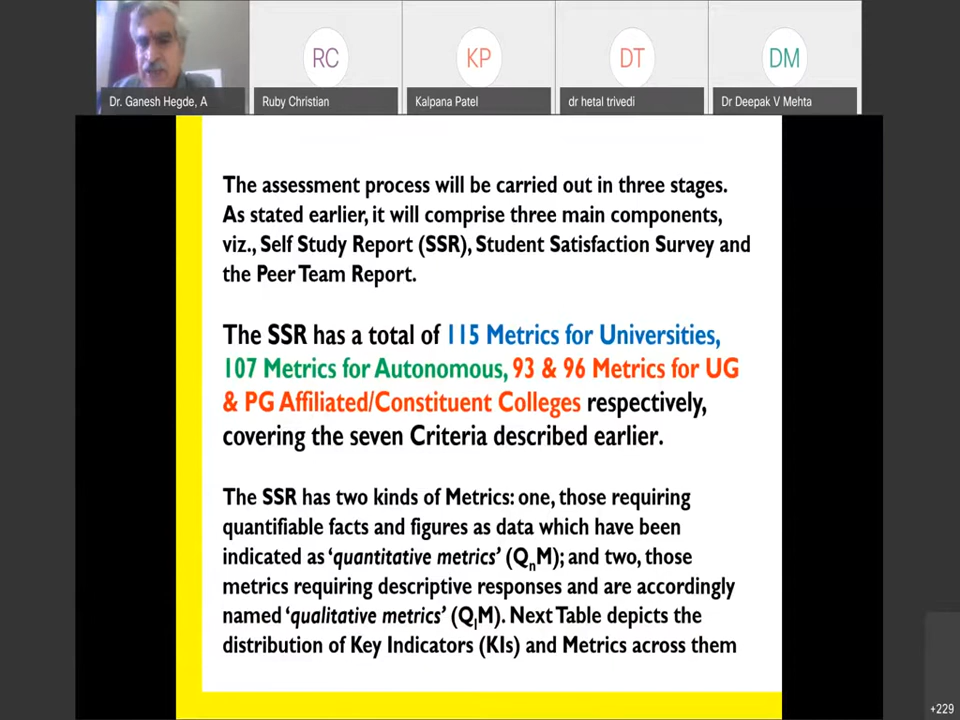 RC
KP
DT
DM
Dr. Ganesh Hegde, A
Ruby Christian
Kalpana Patel
dr hetal trivedi
Dr Deepak V Mehta
The assessment process will be carried out in three stages.
As stated earlier, it will comprise three main components,
viz., Self Study Report (SSR), Student Satisfaction Survey and
the Peer Team Report.
The SSR has a total of 115 Metrics for Universities,
107 Metrics for Autonomous, 93 & 96 Metrics for UG
& PG Affiliated/Constituent Colleges respectively,
covering the seven Criteria described earlier.
The SSR has two kinds of Metrics: one, those requiring
quantifiable facts and figures as data which have been
indicated as ‘quantitative metrics’ (QnM); and two, those
metrics requiring descriptive responses and are accordingly
named ‘qualitative metrics’ (QlM). Next Table depicts the
distribution of Key Indicators (KIs) and Metrics across them
+229